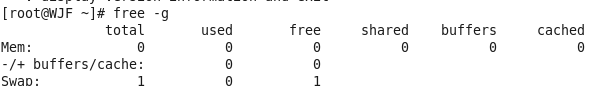 [root@WJF ~]# free -g
total used free shared buffers cached
Mem: 0 0 0 0 0 0
-/+ buffers/cache: 0 0
Swap: 1 0 1